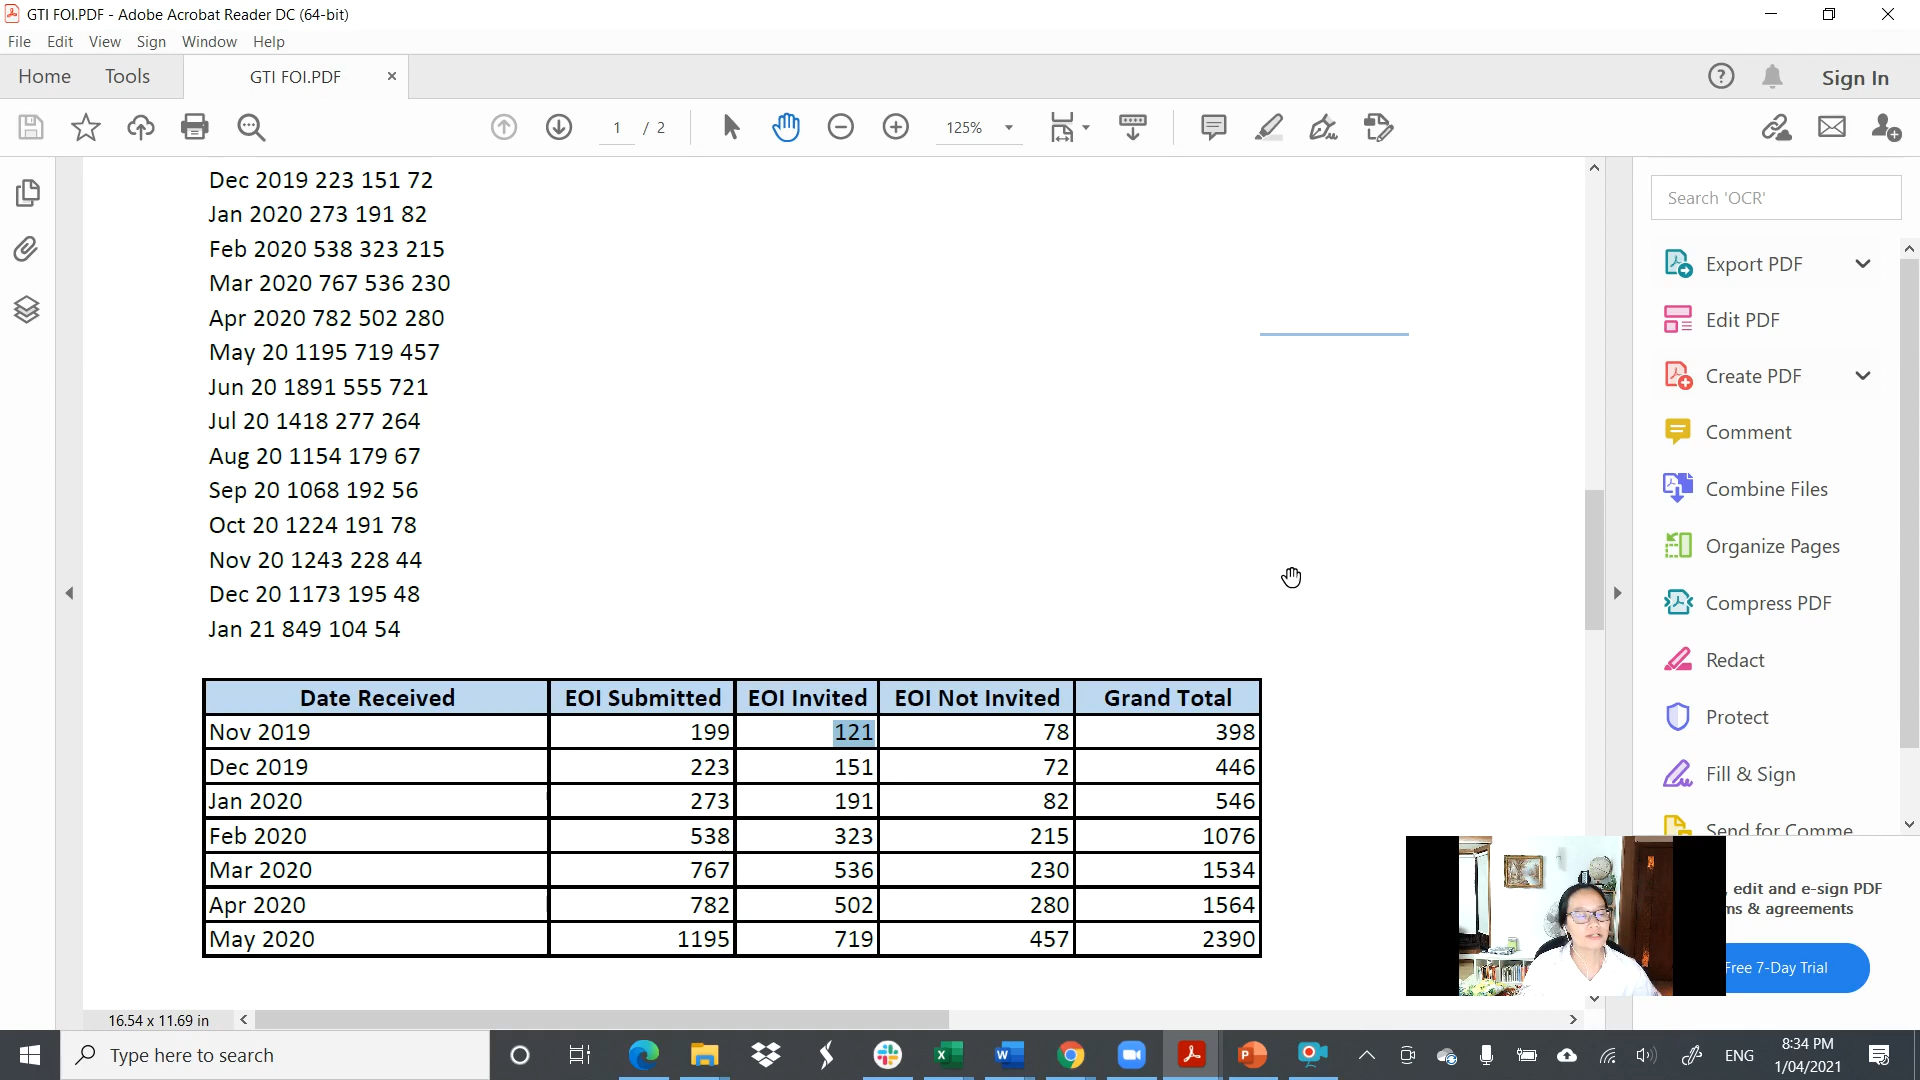 GTI FOI.PDF - Adobe Acrobat Reader DC (64-bit)
File Edit View Sign Window Help
Home Tools GTI FOI.PDF × Sign In
1 / 2 125%
Search 'OCR'
Dec 2019 223 151 72
Jan 2020 273 191 82
Feb 2020 538 323 215
Mar 2020 767 536 230
Apr 2020 782 502 280
May 20 1195 719 457
Jun 20 1891 555 721
Jul 20 1418 277 264
Aug 20 1154 179 67
Sep 20 1068 192 56
Oct 20 1224 191 78
Nov 20 1243 228 44
Dec 20 1173 195 48
Jan 21 849 104 54
Date Received EOI Submitted EOI Invited EOI Not Invited Grand Total
Nov 2019 199 121 78 398
Dec 2019 223 151 72 446
Jan 2020 273 191 82 546
Feb 2020 538 323 215 1076
Mar 2020 767 536 230 1534
Apr 2020 782 502 280 1564
May 2020 1195 719 457 2390
Export PDF
Edit PDF
Create PDF
Comment
Combine Files
Organize Pages
Compress PDF
Redact
Protect
Fill & Sign
Send for Comme
, edit and e-sign PDF
ms & agreements
Free 7-Day Trial
16.54 x 11.69 in
Type here to search
ENG
8:34 PM
1/04/2021